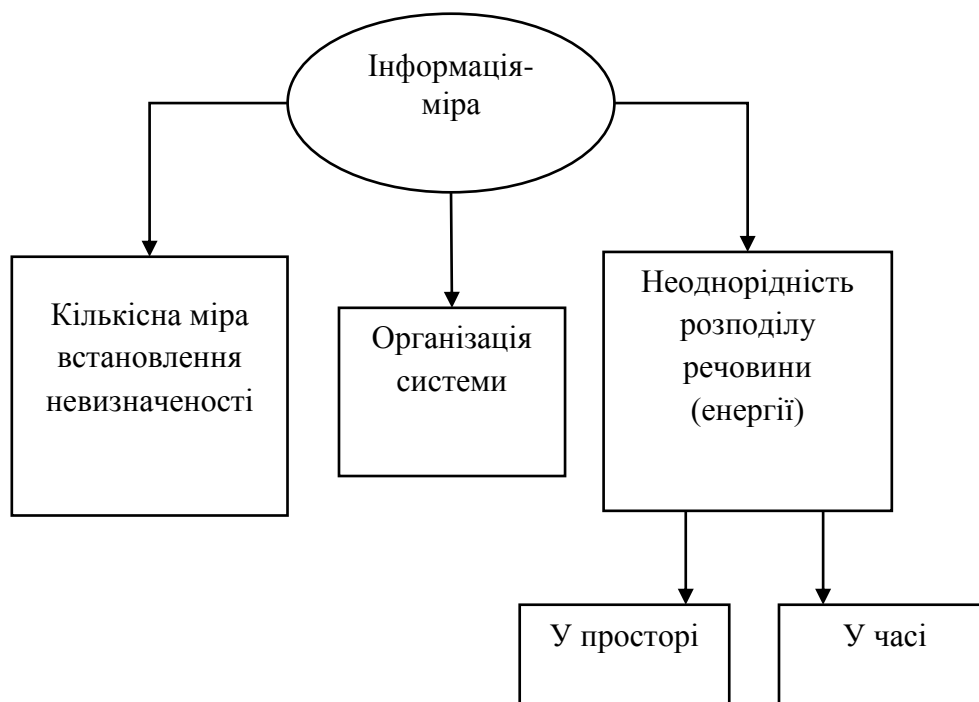 Інформація-
міра
Кількісна міра
встановлення
невизначеності
Організація
системи
Неоднорідність
розподілу
речовини
(енергії)
У просторі
У часі